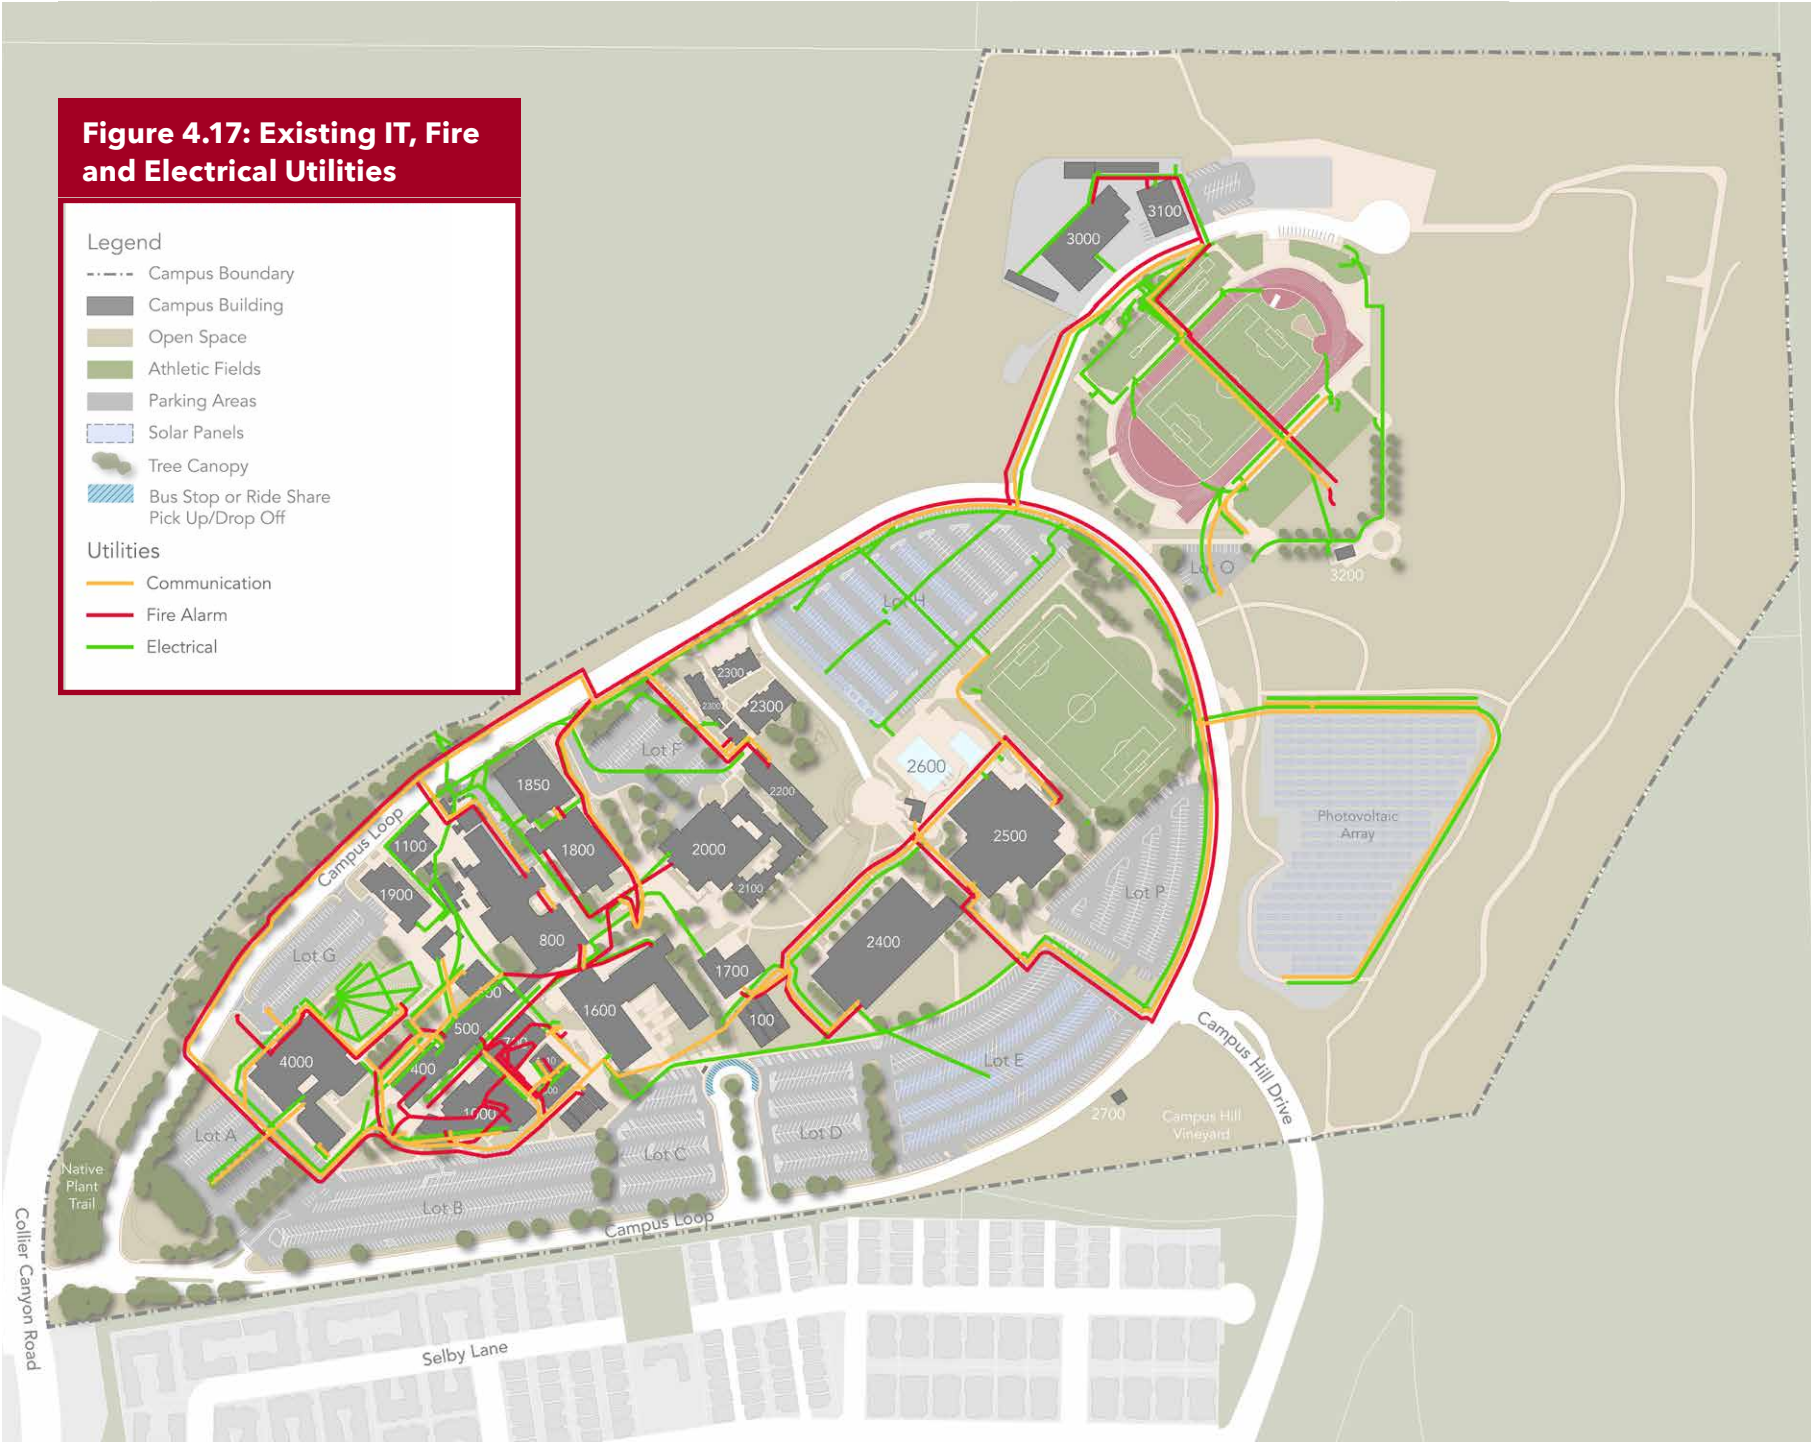 Figure 4.17: Existing IT, Fire
and Electrical Utilities
Legend
Campus Boundary
Campus Building
Open Space
Athletic Fields
Parking Areas
Solar Panels
Tree Canopy
Bus Stop or Ride Share
Pick Up/Drop Off
Utilities
Communication
Fire Alarm
Electrical
3100
3000
Lot O
3200
Lot H
2300
2300
2300
Lot F
2600
1850
2200
Photovoltaic
Array
2500
1100
1800
2000
Campus Loop
2100
1900
Lot P
800
2400
Lot G
1700
1600
100
500
4000
400
Lot E
Campus Hill Drive
1000
2700
Campus Hill
Vineyard
Lot A
Lot D
Lot C
Native
Plant
Trail
Lot B
Campus Loop
Collier Canyon Road
Selby Lane